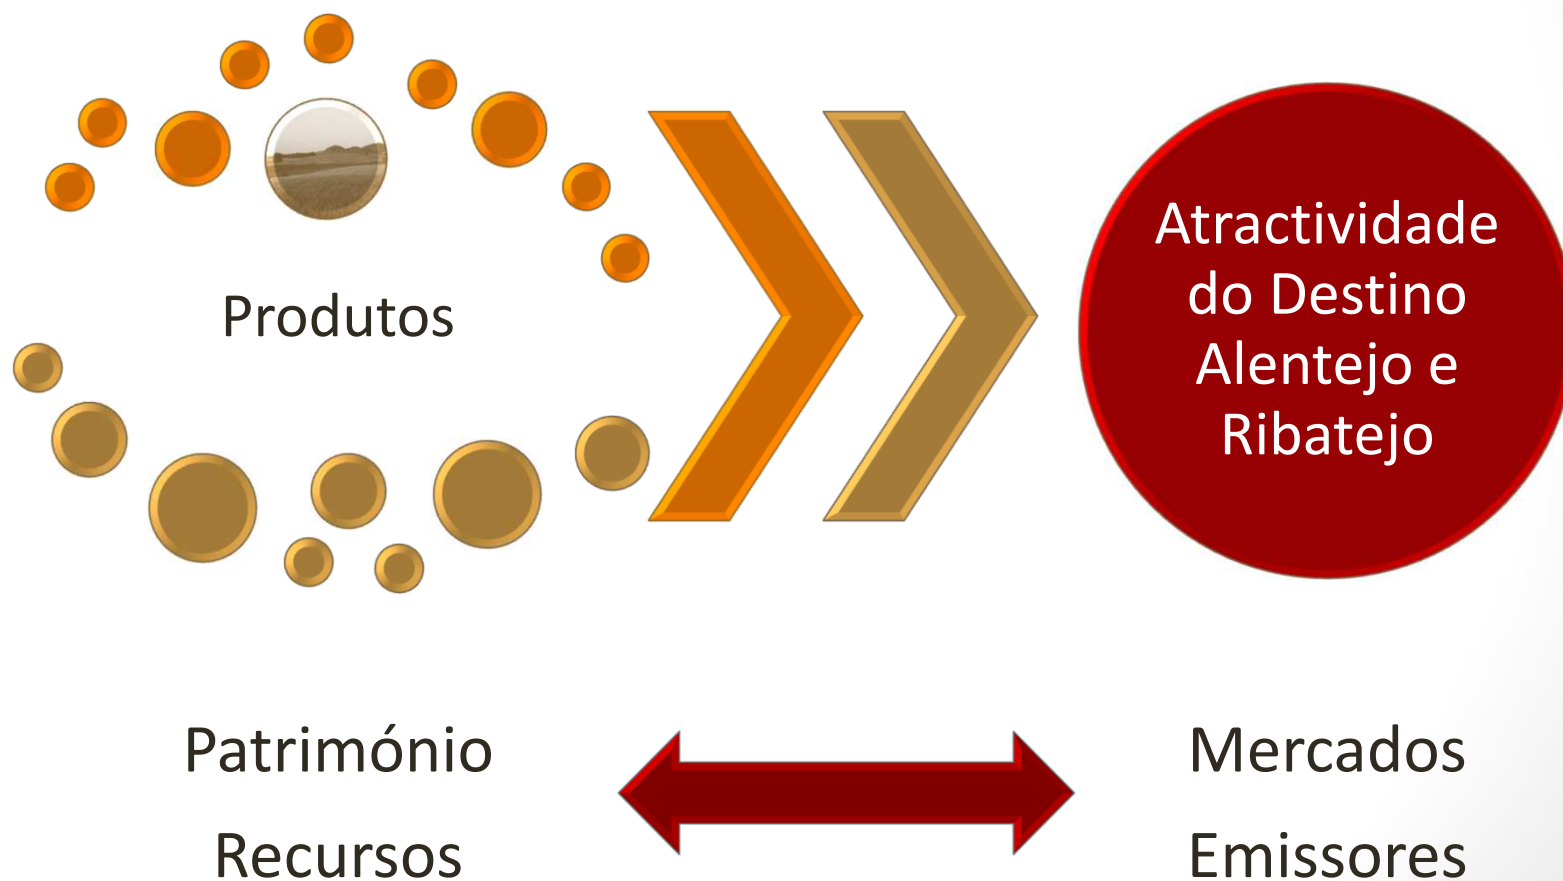 Produtos
Atractividade
do Destino
Alentejo e
Ribatejo
Património
Recursos
Mercados
Emissores